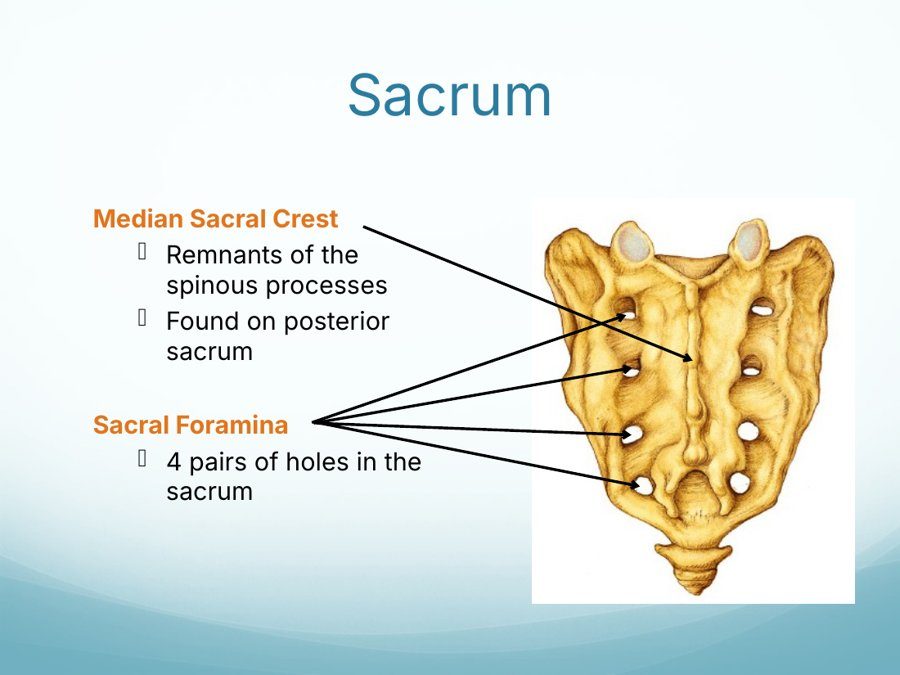 Sacrum
Median Sacral Crest
Remnants of the
spinous processes
Found on posterior
sacrum
Sacral Foramina
4 pairs of holes in the
sacrum